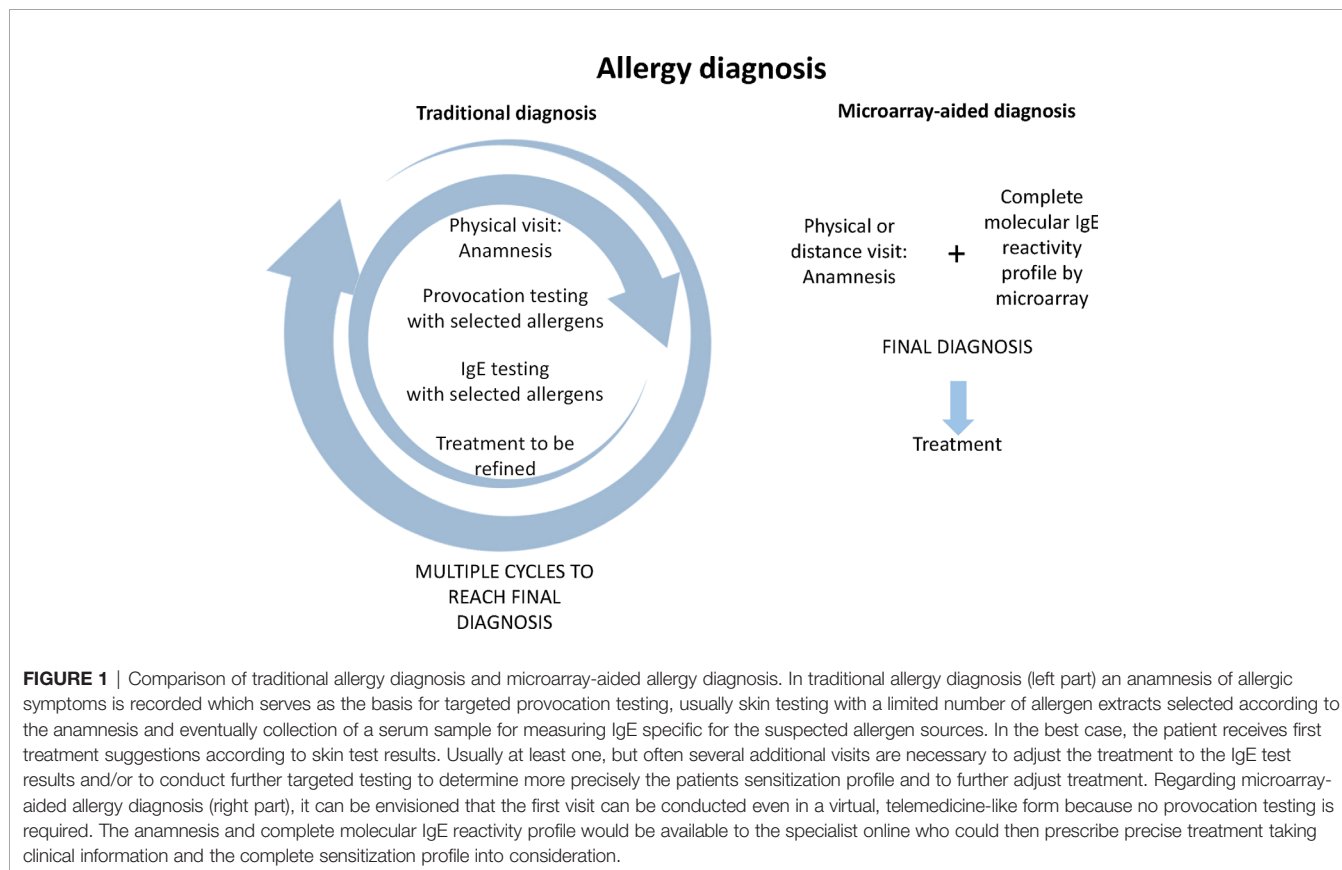 Allergy diagnosis
Traditional diagnosis
Physical visit:
Anamnesis
Provocation testing
with selected allergens
IgE testing
with selected allergens
Treatment to be
refined
MULTIPLE CYCLES TO
REACH FINAL
DIAGNOSIS
Microarray-aided diagnosis
Physical or
distance visit:
Anamnesis
+
Complete
molecular IgE
reactivity
profile by
microarray
FINAL DIAGNOSIS
Treatment
FIGURE 1 | Comparison of traditional allergy diagnosis and microarray-aided allergy diagnosis. In traditional allergy diagnosis (left part) an anamnesis of allergic
symptoms is recorded which serves as the basis for targeted provocation testing, usually skin testing with a limited number of allergen extracts selected according to
the anamnesis and eventually collection of a serum sample for measuring IgE specific for the suspected allergen sources. In the best case, the patient receives first
treatment suggestions according to skin test results. Usually at least one, but often several additional visits are necessary to adjust the treatment to the IgE test
results and/or to conduct further targeted testing to determine more precisely the patients sensitization profile and to further adjust treatment. Regarding microarray-
aided allergy diagnosis (right part), it can be envisioned that the first visit can be conducted even in a virtual, telemedicine-like form because no provocation testing is
required. The anamnesis and complete molecular IgE reactivity profile would be available to the specialist online who could then prescribe precise treatment taking
clinical information and the complete sensitization profile into consideration.